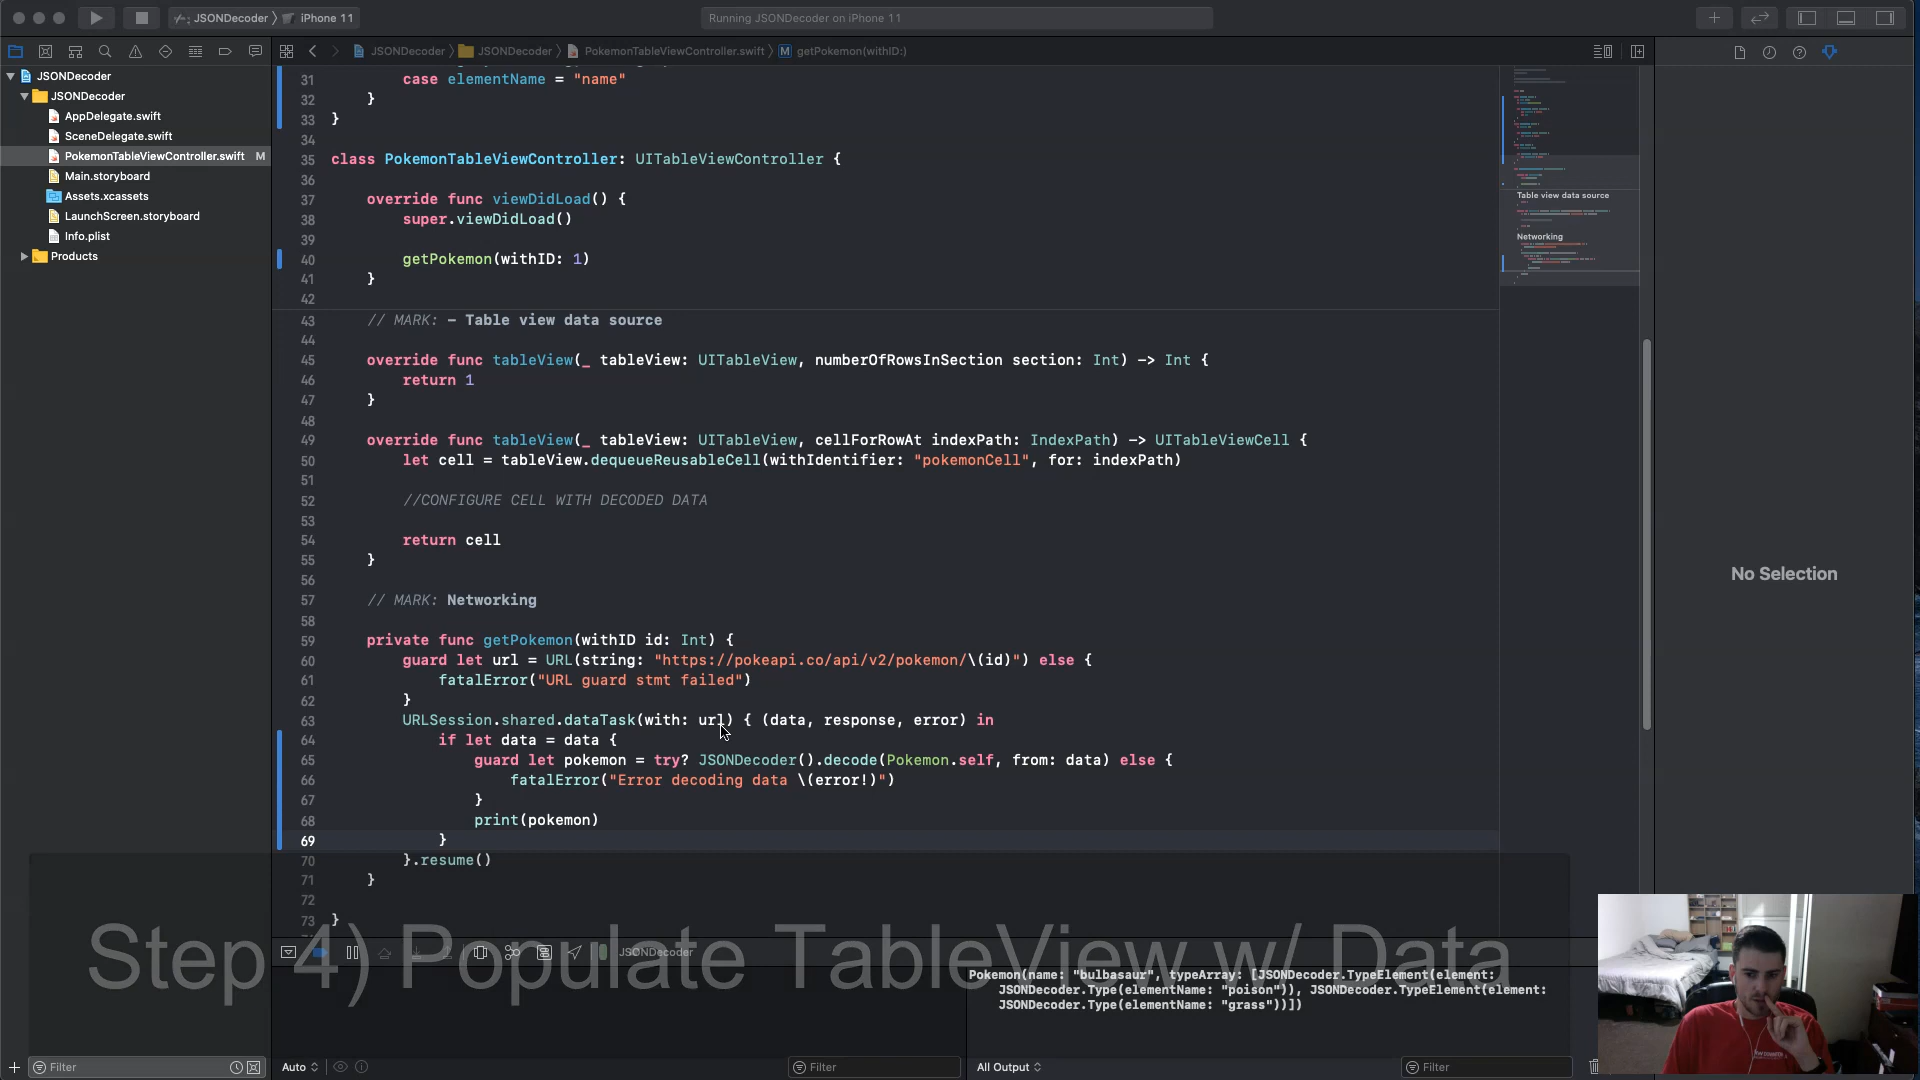 JSONDecoder iPhone 11
Running JSONDecoder on iPhone 11
JSONDecoder JSONDecoder PokemonTableViewController.swift M getPokemon(withID:)
JSONDecoder
JSONDecoder
AppDelegate.swift
SceneDelegate.swift
PokemonTableViewController.swift M
Main.storyboard
Assets.xcassets
LaunchScreen.storyboard
Info.plist
Products
31 case elementName = "name"
32 }
33 }
34
35 class PokemonTableViewController: UITableViewController {
36
37 override func viewDidLoad() {
38 super.viewDidLoad()
39
40 getPokemon(withID: 1)
41 }
42
43 // MARK: - Table view data source
44
45 override func tableView(_ tableView: UITableView, numberOfRowsInSection section: Int) -> Int {
46 return 1
47 }
48
49 override func tableView(_ tableView: UITableView, cellForRowAt indexPath: IndexPath) -> UITableViewCell {
50 let cell = tableView.dequeueReusableCell(withIdentifier: "pokemonCell", for: indexPath)
51
52 //CONFIGURE CELL WITH DECODED DATA
53
54 return cell
55 }
56
57 // MARK: Networking
58
59 private func getPokemon(withID id: Int) {
60 guard let url = URL(string: "https://pokeapi.co/api/v2/pokemon/\(id)") else {
61 fatalError("URL guard stmt failed")
62 }
63 URLSession.shared.dataTask(with: url) { (data, response, error) in
64 if let data = data {
65 guard let pokemon = try? JSONDecoder().decode(Pokemon.self, from: data) else {
66 fatalError("Error decoding data \(error!)")
67 }
68 print(pokemon)
69 }
70 }.resume()
71 }
72
73 }
Table view data source
Networking
No Selection
Step 4) Populate TableView w/ Data
JSONDecoder
Pokemon(name: "bulbasaur", typeArray: [JSONDecoder.TypeElement(element:
JSONDecoder.Type(elementName: "poison")), JSONDecoder.TypeElement(element:
JSONDecoder.Type(elementName: "grass"))])
Filter
Auto
Filter
All Output
Filter